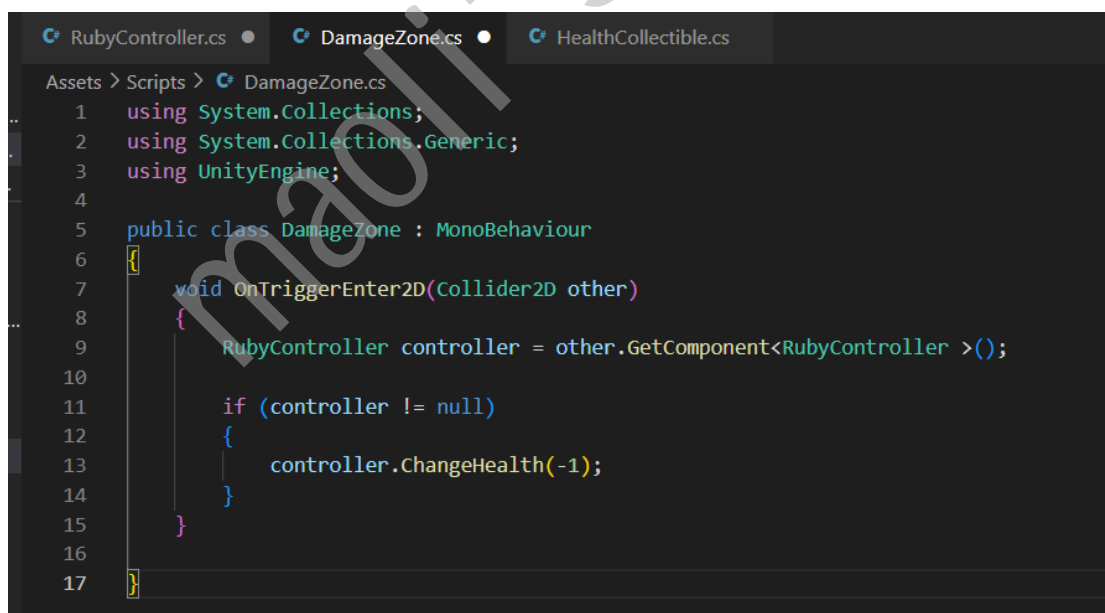 RubyController.cs DamageZone.cs HealthCollectible.cs
Assets > Scripts > DamageZone.cs
1 using System.Collections;
2 using System.Collections.Generic;
3 using UnityEngine;
4
5 public class DamageZone : MonoBehaviour
6 {
7 void OnTriggerEnter2D(Collider2D other)
8 {
9 RubyController controller = other.GetComponent<RubyController >();
10
11 if (controller != null)
12 {
13 controller.ChangeHealth(-1);
14 }
15 }
16
17 }